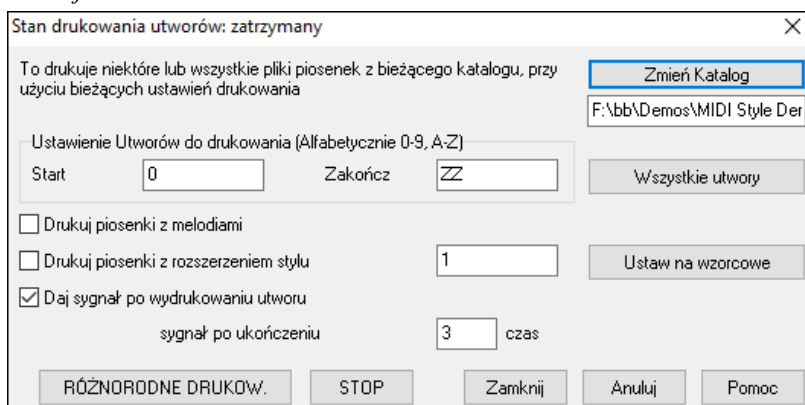 Stan drukowania utworów: zatrzymany
To drukuje niektóre lub wszystkie pliki piosenek z bieżącego katalogu, przy
użyciu bieżących ustawień drukowania
Zmień Katalog
F:\bb\Demos\MIDI Style Der
Ustawienie Utworów do drukowania (Alfabetycznie 0-9, A-Z)
Start 0 Zakończ ZZ
Wszystkie utwory
Drukuj piosenki z melodiami
Drukuj piosenki z rozszerzeniem stylu 1
Ustaw na wzorcowe
Daj sygnał po wydrukowaniu utworu
sygnał po ukończeniu 3 czas
RÓŻNORODNE DRUKOW. STOP Zamknij Anuluj Pomoc